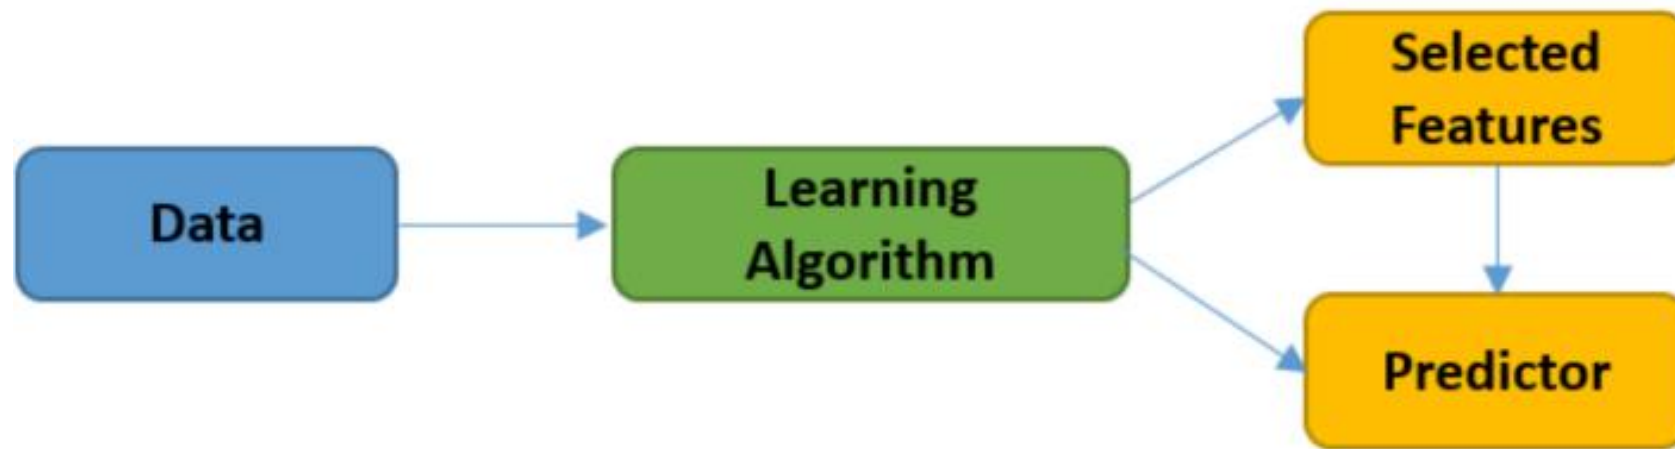 Data
Learning
Algorithm
Selected
Features
Predictor